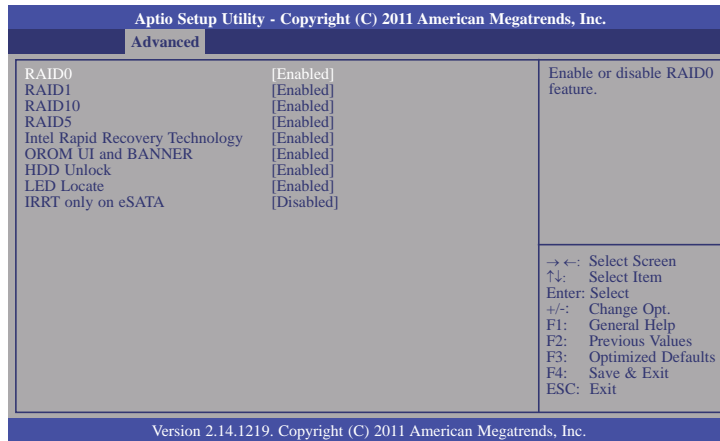 Aptio Setup Utility - Copyright (C) 2011 American Megatrends, Inc.
Advanced
RAID0 [Enabled]
RAID1 [Enabled]
RAID10 [Enabled]
RAID5 [Enabled]
Intel Rapid Recovery Technology [Enabled]
OROM UI and BANNER [Enabled]
HDD Unlock [Enabled]
LED Locate [Enabled]
IRRT only on eSATA [Disabled]
Enable or disable RAID0
feature.
→←: Select Screen
↑↓: Select Item
Enter: Select
+/-: Change Opt.
F1: General Help
F2: Previous Values
F3: Optimized Defaults
F4: Save & Exit
ESC: Exit
Version 2.14.1219. Copyright (C) 2011 American Megatrends, Inc.